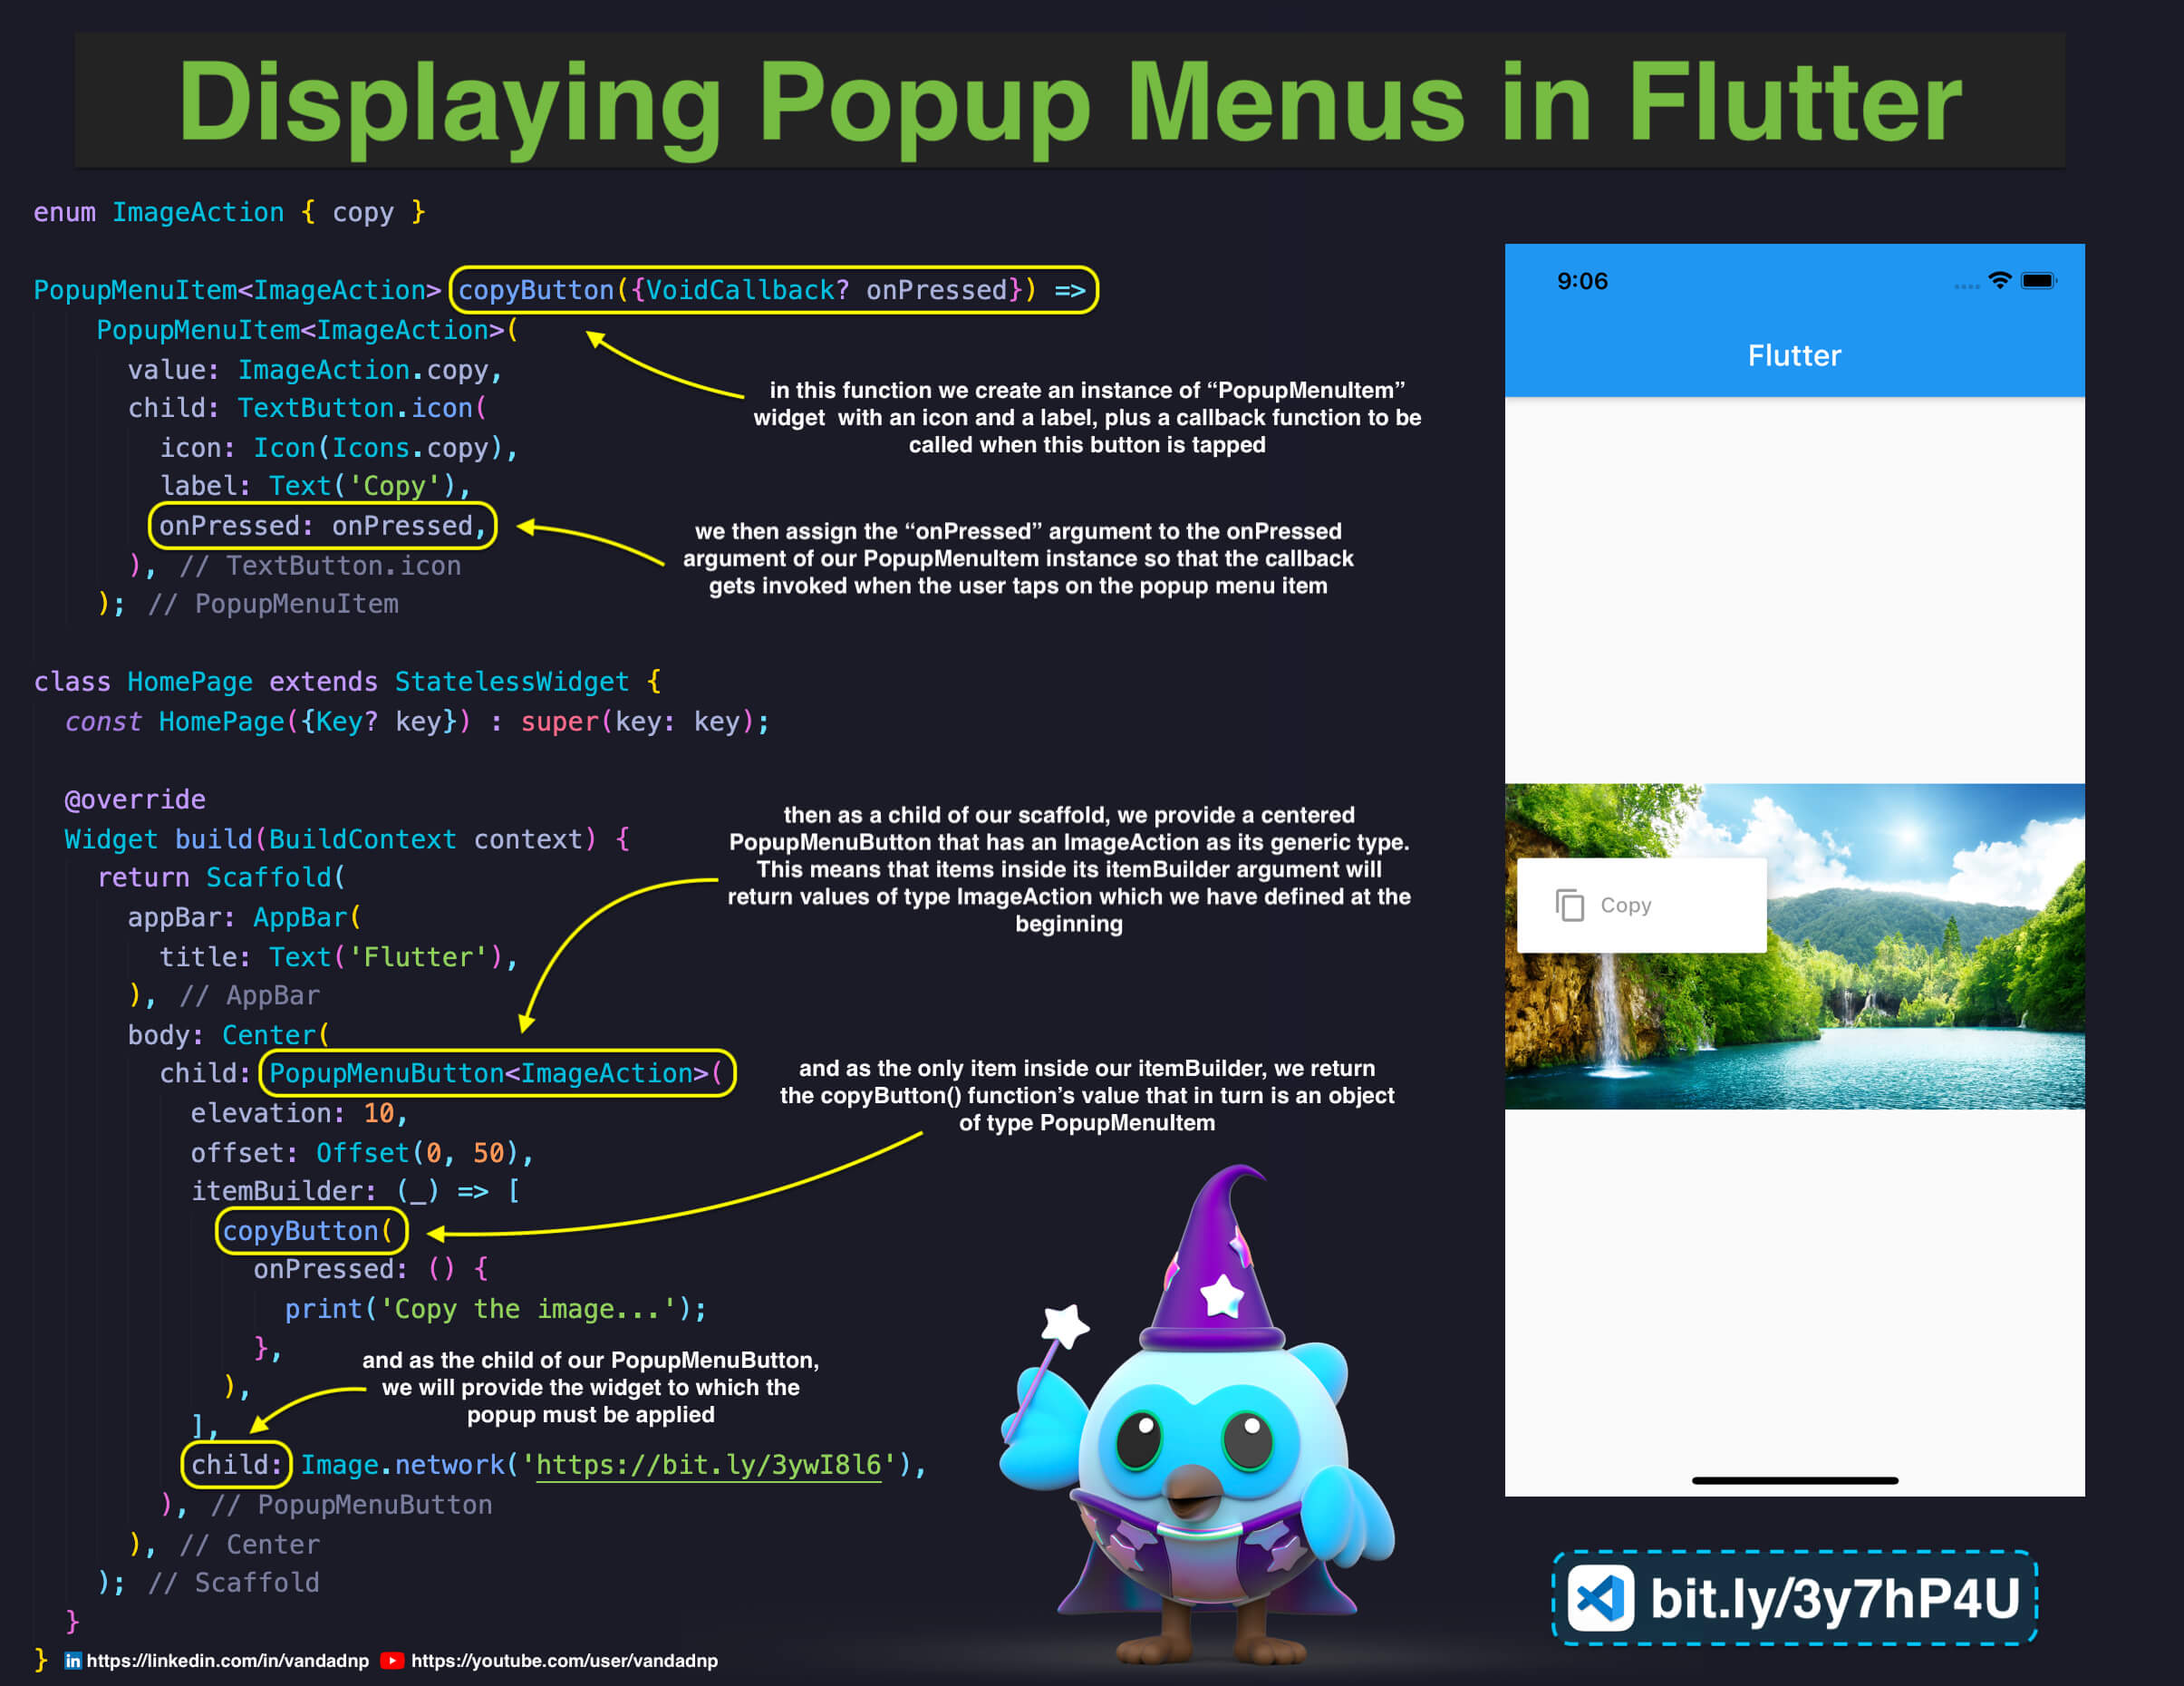 Displaying Popup Menus in Flutter
enum ImageAction { copy }
PopupMenuItem<ImageAction> copyButton({VoidCallback? onPressed}) =>
PopupMenuItem<ImageAction>(
value: ImageAction.copy,
child: TextButton.icon(
icon: Icon(Icons.copy),
label: Text('Copy'),
onPressed: onPressed,
), // TextButton.icon
); // PopupMenuItem
in this function we create an instance of “PopupMenuItem”
widget with an icon and a label, plus a callback function to be
called when this button is tapped
we then assign the “onPressed” argument to the onPressed
argument of our PopupMenuItem instance so that the callback
gets invoked when the user taps on the popup menu item
class HomePage extends StatelessWidget {
const HomePage({Key? key}) : super(key: key);
@override
Widget build(BuildContext context) {
return Scaffold(
appBar: AppBar(
title: Text('Flutter'),
), // AppBar
body: Center(
child: PopupMenuButton<ImageAction>(
elevation: 10,
offset: Offset(0, 50),
itemBuilder: (_) => [
copyButton(
onPressed: () {
print('Copy the image...');
},
),
],
child: Image.network('https://bit.ly/3ywI8l6'),
), // PopupMenuButton
), // Center
); // Scaffold
}
}
then as a child of our scaffold, we provide a centered
PopupMenuButton that has an ImageAction as its generic type.
This means that items inside its itemBuilder argument will
return values of type ImageAction which we have defined at the
beginning
and as the only item inside our itemBuilder, we return
the copyButton() function’s value that in turn is an object
of type PopupMenuItem
and as the child of our PopupMenuButton,
we will provide the widget to which the
popup must be applied
in https://linkedin.com/in/vandadnp https://youtube.com/user/vandadnp
9:06
Flutter
Copy
bit.ly/3y7hP4U